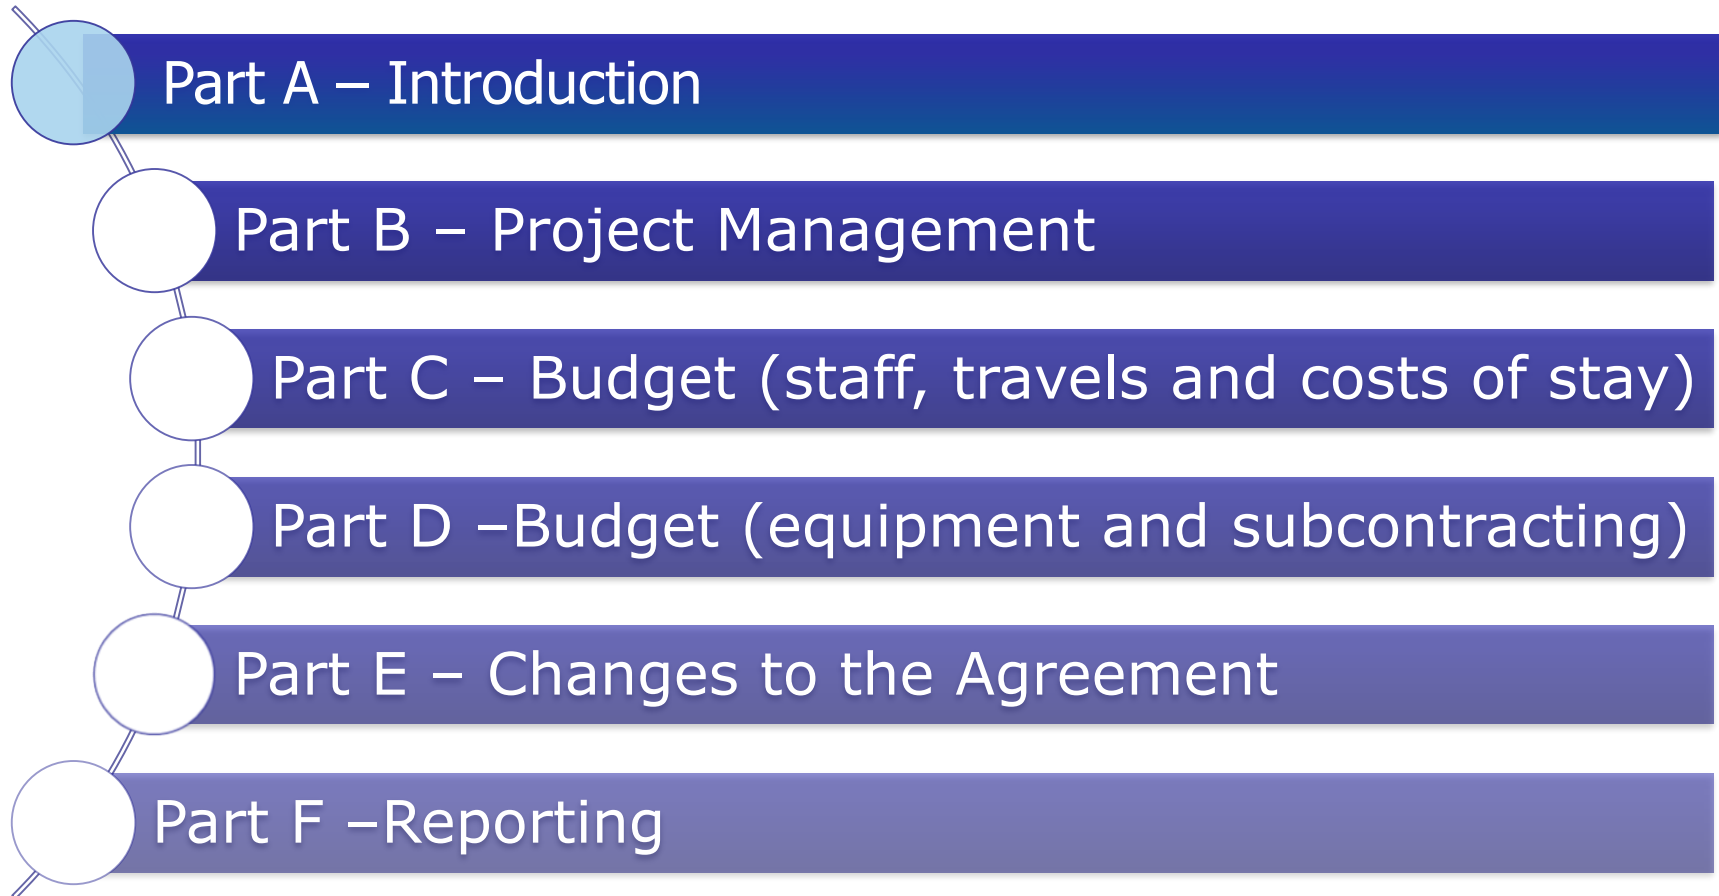 Part A – Introduction
Part B – Project Management
Part C – Budget (staff, travels and costs of stay)
Part D –Budget (equipment and subcontracting)
Part E – Changes to the Agreement
Part F –Reporting